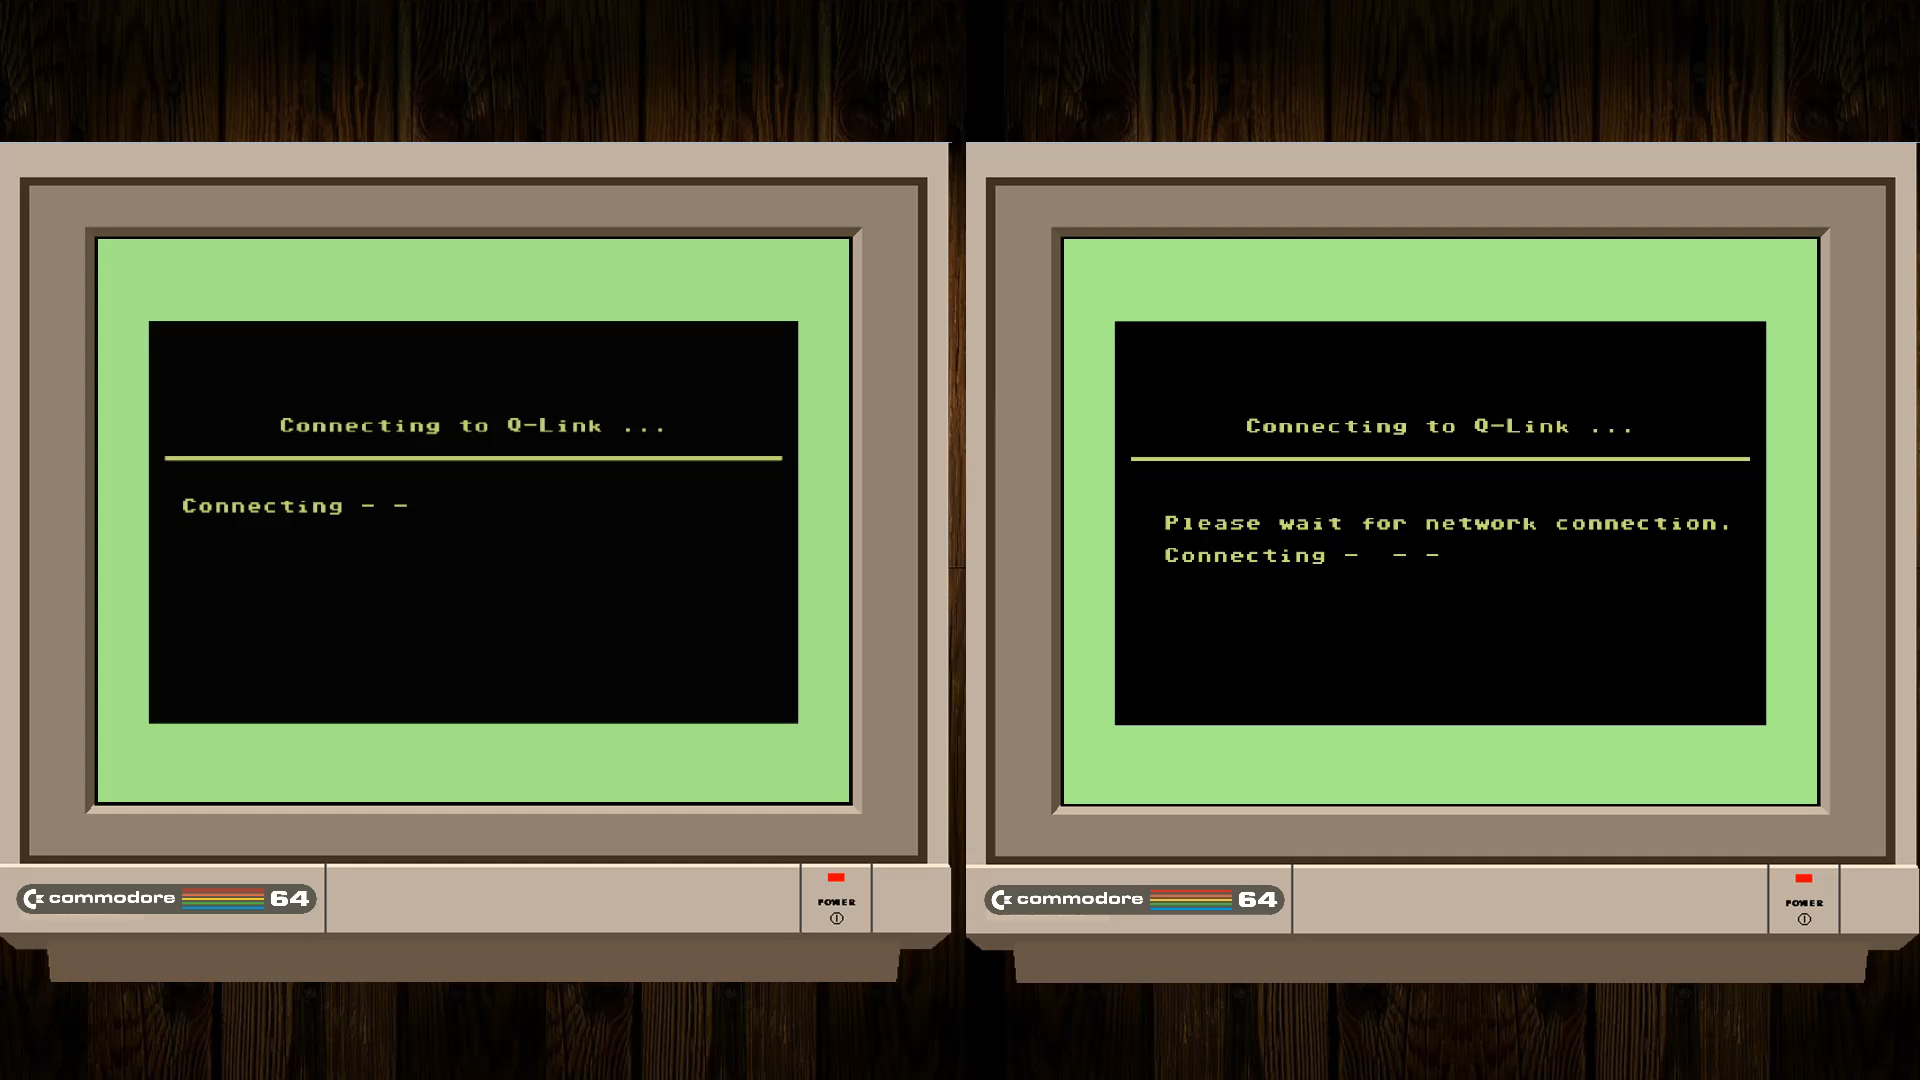 Connecting to Q-Link ...
Connecting - -
commodore 64
POWER
Connecting to Q-Link ...
Please wait for network connection.
Connecting -  - -
commodore 64
POWER